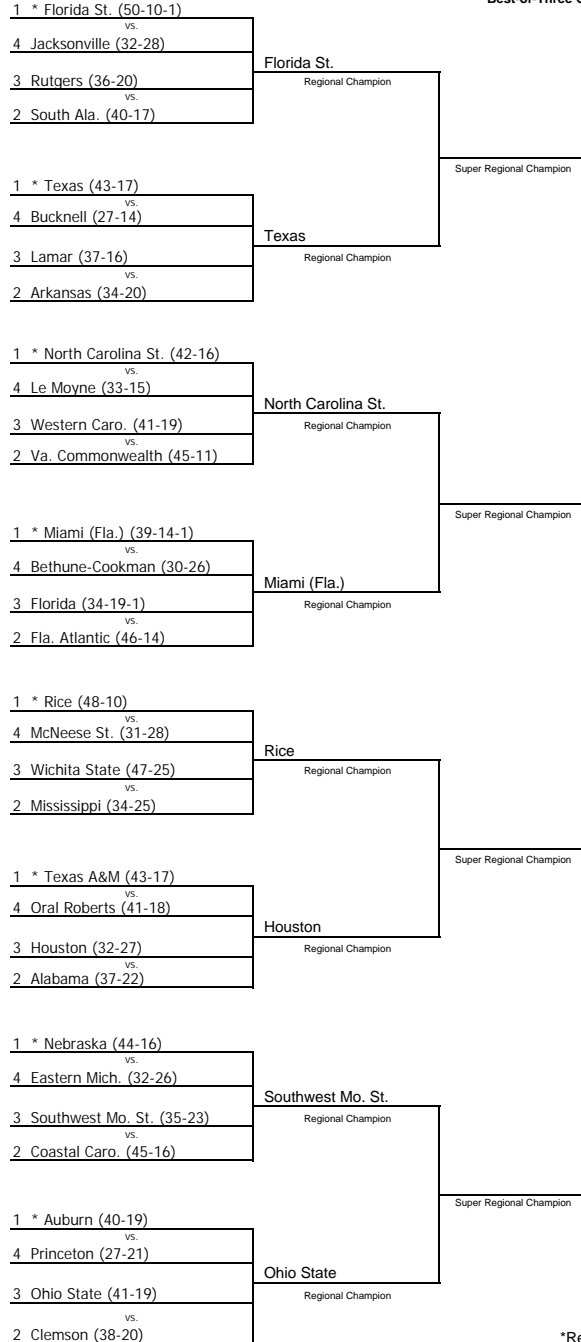 Best-of-Three
1 * Florida St. (50-10-1)
vs.
4 Jacksonville (32-28)
Florida St.
3 Rutgers (36-20)
Regional Champion
vs.
2 South Ala. (40-17)
Super Regional Champion
1 * Texas (43-17)
vs.
4 Bucknell (27-14)
Texas
3 Lamar (37-16)
Regional Champion
vs.
2 Arkansas (34-20)
1 * North Carolina St. (42-16)
vs.
4 Le Moyne (33-15)
North Carolina St.
3 Western Caro. (41-19)
Regional Champion
vs.
2 Va. Commonwealth (45-11)
Super Regional Champion
1 * Miami (Fla.) (39-14-1)
vs.
4 Bethune-Cookman (30-26)
Miami (Fla.)
3 Florida (34-19-1)
Regional Champion
vs.
2 Fla. Atlantic (46-14)
1 * Rice (48-10)
vs.
4 McNeese St. (31-28)
Rice
3 Wichita State (47-25)
Regional Champion
vs.
2 Mississippi (34-25)
Super Regional Champion
1 * Texas A&M (43-17)
vs.
4 Oral Roberts (41-18)
Houston
3 Houston (32-27)
Regional Champion
vs.
2 Alabama (37-22)
1 * Nebraska (44-16)
vs.
4 Eastern Mich. (32-26)
Southwest Mo. St.
3 Southwest Mo. St. (35-23)
Regional Champion
vs.
2 Coastal Caro. (45-16)
Super Regional Champion
1 * Auburn (40-19)
vs.
4 Princeton (27-21)
Ohio State
3 Ohio State (41-19)
Regional Champion
vs.
2 Clemson (38-20)
*Re